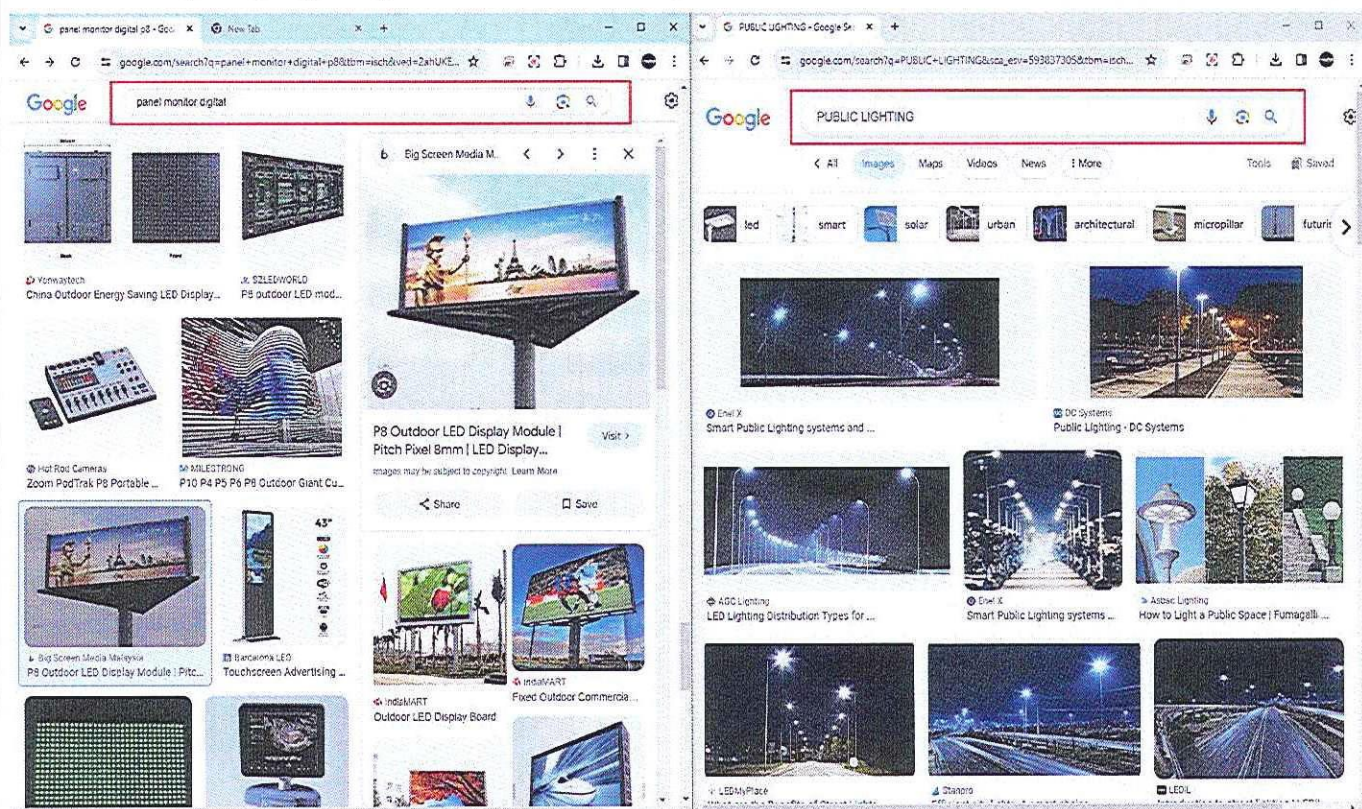 panel monitor digital p8 - Goo
New Tab
google.com/search?q=panel+monitor+digital+p8&tbm=isch&ved=2ahUKE...
Google
panel monitor digital
Yonwaytech
China Outdoor Energy Saving LED Display...
SZLEDWORLD
P8 outdoor LED mod...
Hot Rod Cameras
Zoom PodTrak P8 Portable ...
MILESTRONG
P10 P4 P5 P6 P8 Outdoor Giant Cu...
43"
Big Screen Media Malaysia
P8 Outdoor LED Display Module | Pitc...
Barcelona LED
Touchscreen Advertising ...
Big Screen Media M...
P8 Outdoor LED Display Module |
Pitch Pixel 8mm | LED Display...
Visit >
Images may be subject to copyright. Learn More
Share
Save
IndiaMART
Outdoor LED Display Board
IndiaMART
Fixed Outdoor Commercia...
PUBLIC LIGHTING - Google Se
google.com/search?q=PUBLIC+LIGHTING&sca_esv=593837305&tbm=isch...
Google
PUBLIC LIGHTING
All
Images
Maps
Videos
News
More
Tools
Saved
led
smart
solar
urban
architectural
micropillar
futuris
Enel X
Smart Public Lighting systems and ...
DC Systems
Public Lighting - DC Systems
AGC Lighting
LED Lighting Distribution Types for ...
Enel X
Smart Public Lighting systems ...
Lighting
How to Light a Public Space | Fumagalli ...
LEDMyPlace
Stanpro
LEDiL